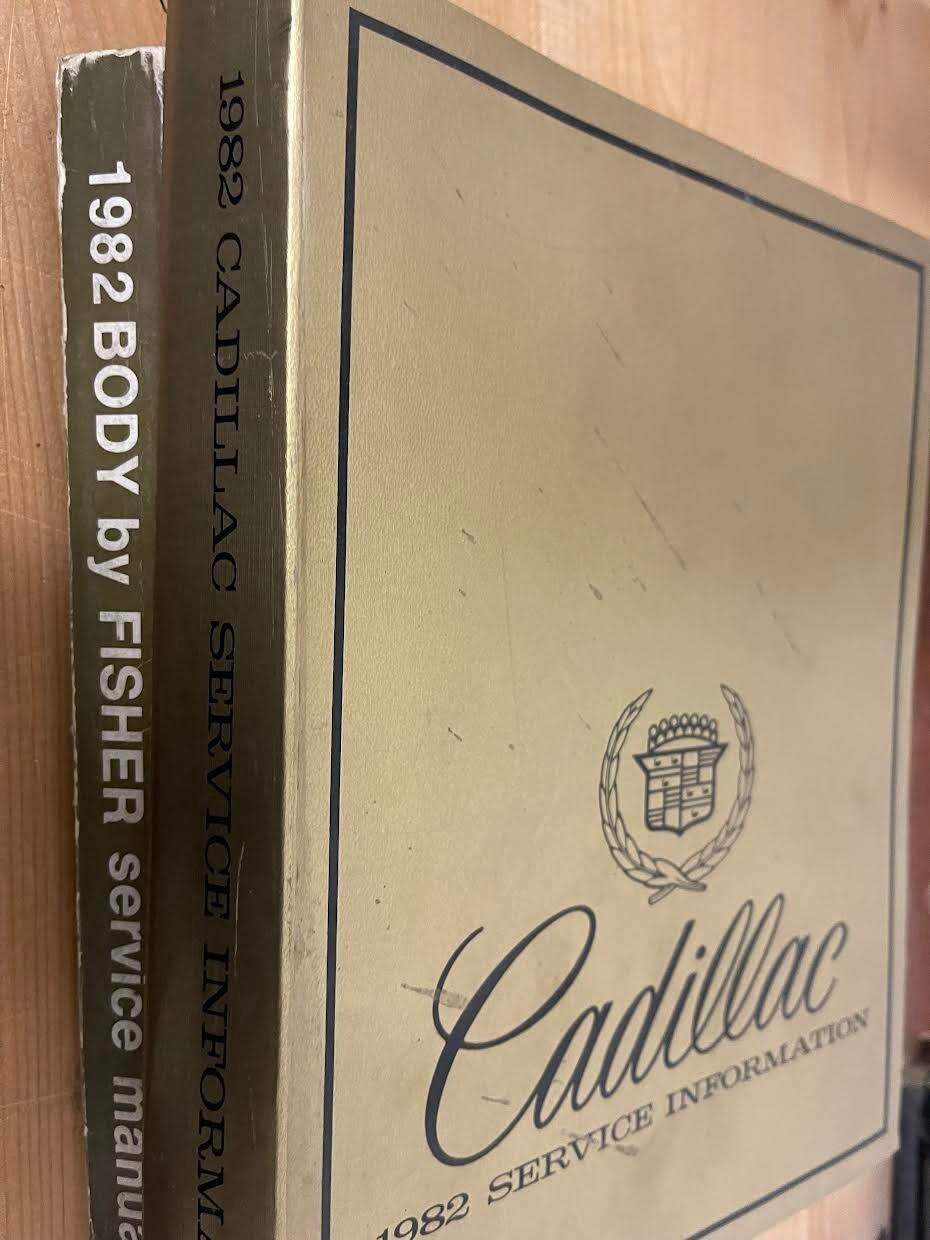 1982 BODY by FISHER service manua
1982 CADILLAC SERVICE INFORMA
Cadillac
1982 SERVICE INFORMATION